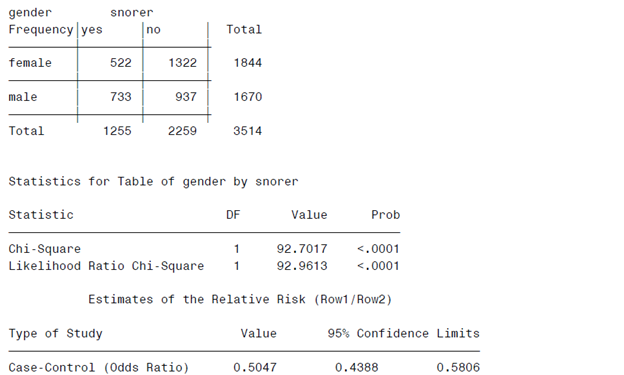 gender snorer
Frequency yes no Total
female 522 1322 1844
male 733 937 1670
Total 1255 2259 3514
Statistics for Table of gender by snorer
Statistic DF Value Prob
Chi-Square 1 92.7017 <.0001
Likelihood Ratio Chi-Square 1 92.9613 <.0001
Estimates of the Relative Risk (Row1/Row2)
Type of Study Value 95% Confidence Limits
Case-Control (Odds Ratio) 0.5047 0.4388 0.5806